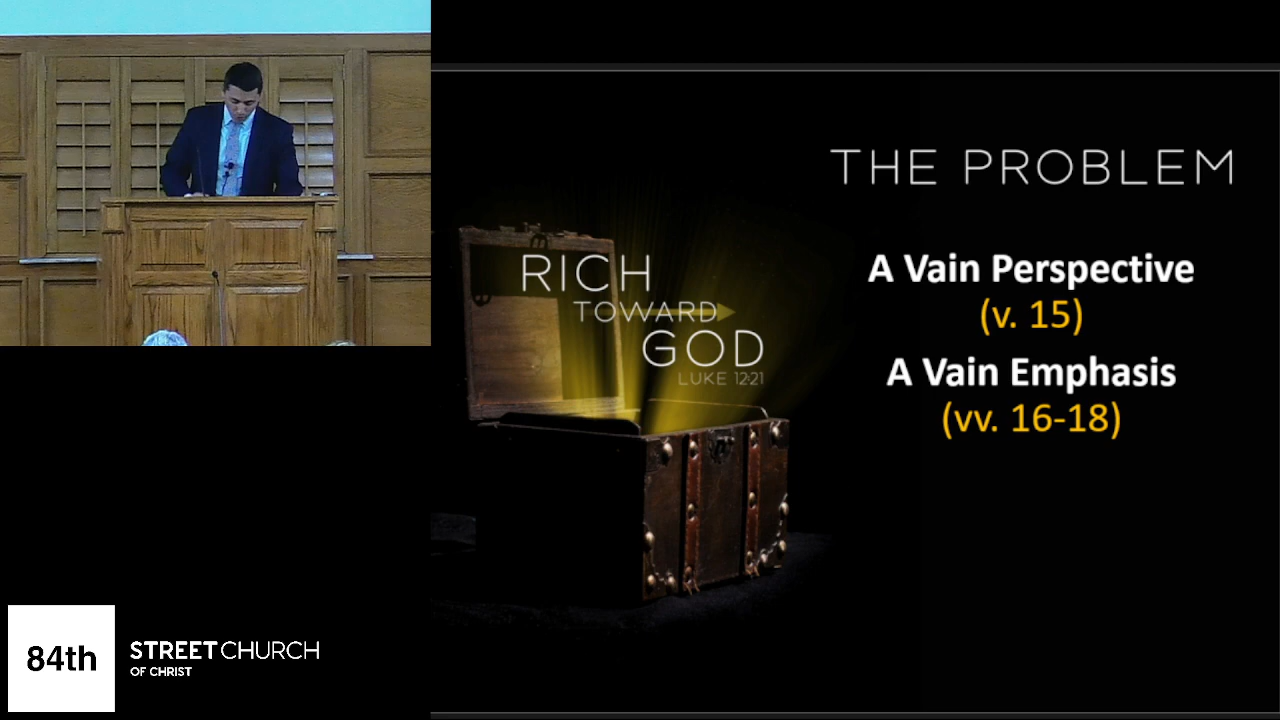 THE PROBLEM
RICH
TOWARD
GOD
LUKE 12:21
A Vain Perspective
(v. 15)
A Vain Emphasis
(vv. 16-18)
84th
STREET CHURCH
OF CHRIST